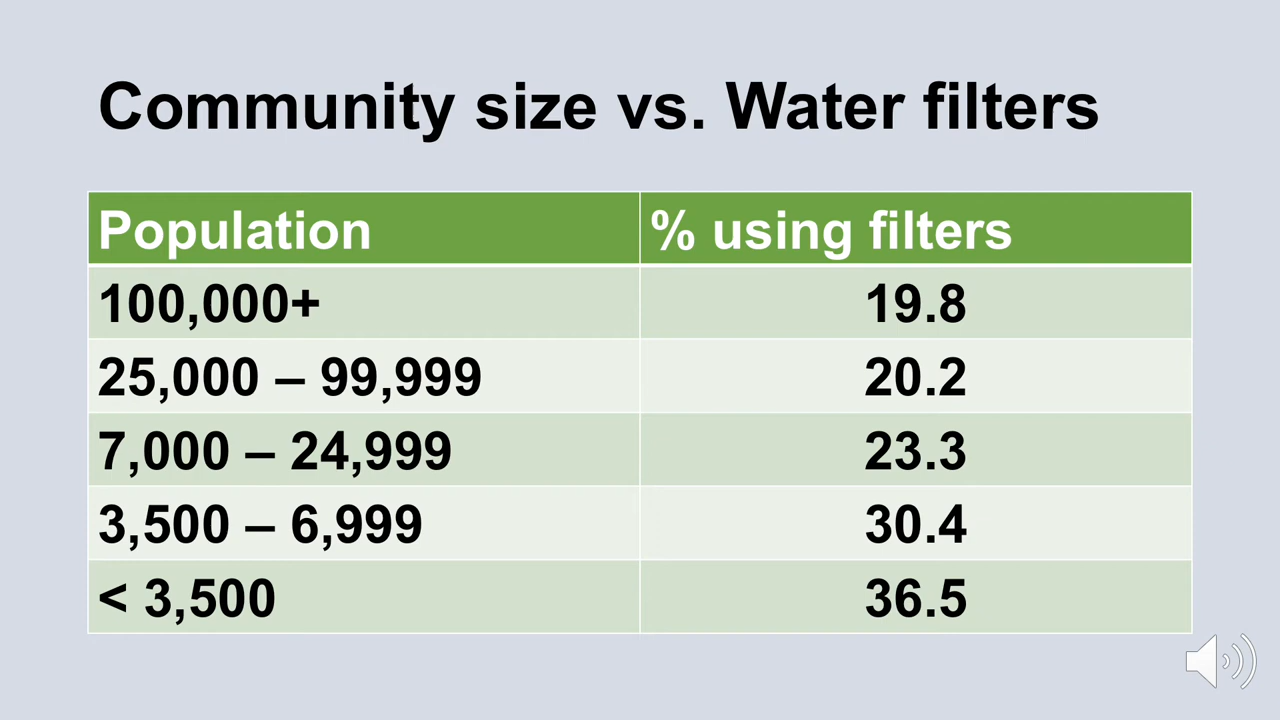 Community size vs. Water filters
Population % using filters
100,000+ 19.8
25,000 – 99,999 20.2
7,000 – 24,999 23.3
3,500 – 6,999 30.4
< 3,500 36.5